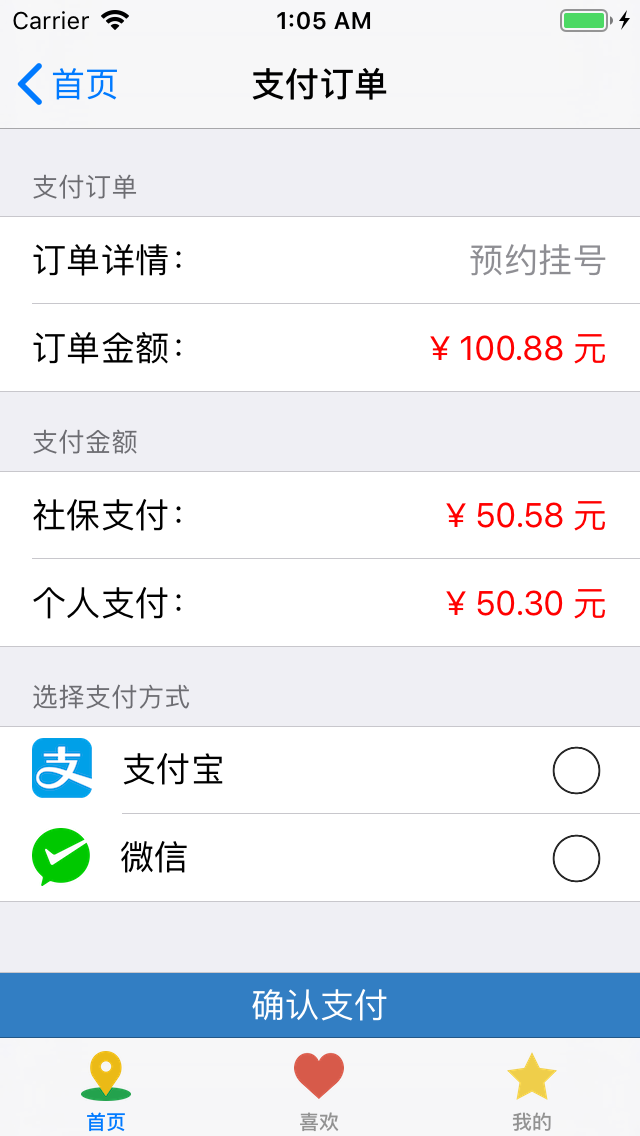 Carrier 1:05 AM
首页 支付订单
支付订单
订单详情: 预约挂号
订单金额: ¥ 100.88 元
支付金额
社保支付: ¥ 50.58 元
个人支付: ¥ 50.30 元
选择支付方式
支 支付宝
微信
确认支付
首页 喜欢 我的